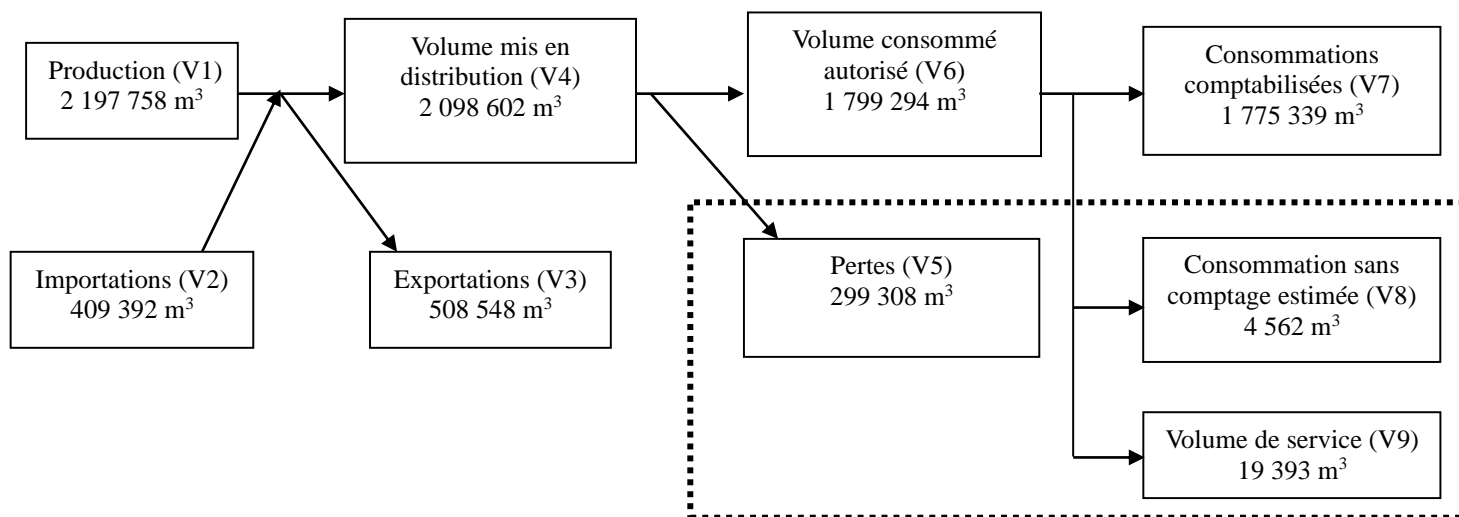 Production (V1)
2 197 758 m³
Volume mis en
distribution (V4)
2 098 602 m³
Volume consommé
autorisé (V6)
1 799 294 m³
Consommations
comptabilisées (V7)
1 775 339 m³
Importations (V2)
409 392 m³
Exportations (V3)
508 548 m³
Pertes (V5)
299 308 m³
Consommation sans
comptage estimée (V8)
4 562 m³
Volume de service (V9)
19 393 m³